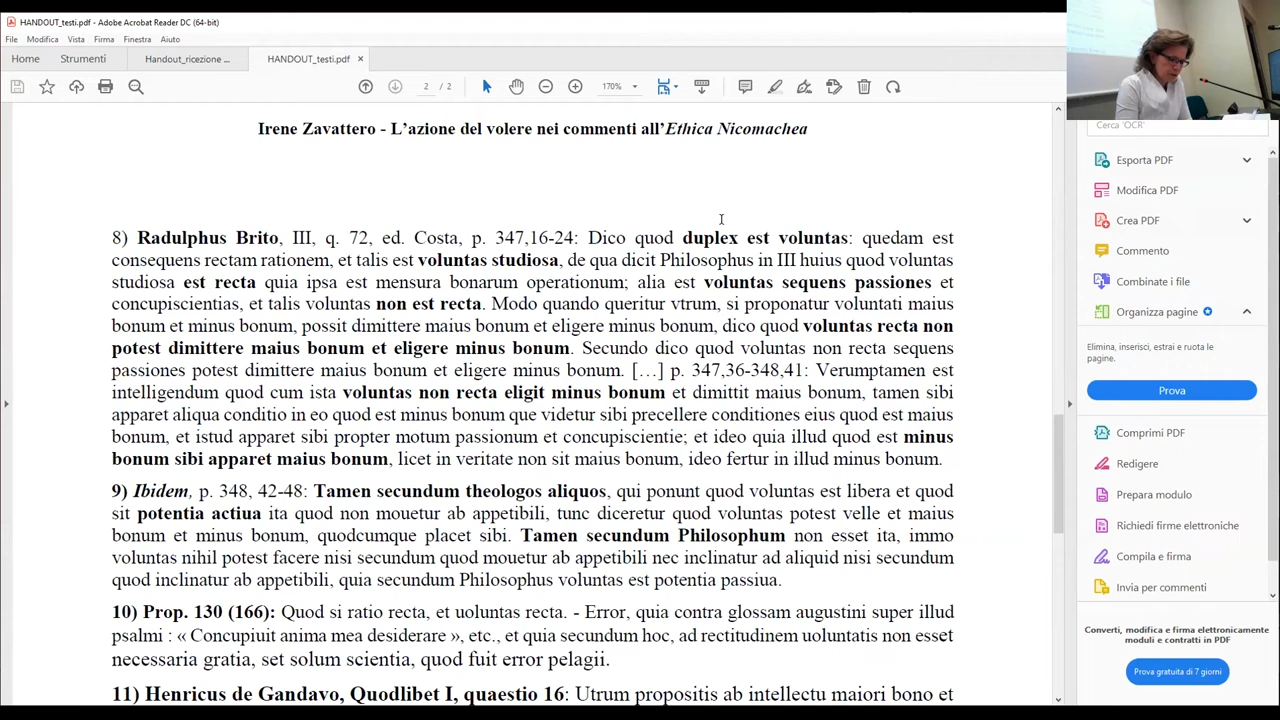 HANDOUT_testi.pdf - Adobe Acrobat Reader DC (64-bit)
File Modifica Vista Firma Finestra Aiuto
Home Strumenti Handout_ricezione ... HANDOUT_testi.pdf ×
2 / 2 170%
Irene Zavattero - L’azione del volere nei commenti all’Ethica Nicomachea
8) Radulphus Brito, III, q. 72, ed. Costa, p. 347,16-24: Dico quod duplex est voluntas: quedam est
consequens rectam rationem, et talis est voluntas studiosa, de qua dicit Philosophus in III huius quod voluntas
studiosa est recta quia ipsa est mensura bonarum operationum; alia est voluntas sequens passiones et
concupiscientias, et talis voluntas non est recta. Modo quando queritur vtrum, si proponatur voluntati maius
bonum et minus bonum, possit dimittere maius bonum et eligere minus bonum, dico quod voluntas recta non
potest dimittere maius bonum et eligere minus bonum. Secundo dico quod voluntas non recta sequens
passiones potest dimittere maius bonum et eligere minus bonum. […] p. 347,36-348,41: Verumptamen est
intelligendum quod cum ista voluntas non recta eligit minus bonum et dimittit maius bonum, tamen sibi
apparet aliqua conditio in eo quod est minus bonum que videtur sibi precellere conditiones eius quod est maius
bonum, et istud apparet sibi propter motum passionum et concupiscientie; et ideo quia illud quod est minus
bonum sibi apparet maius bonum, licet in veritate non sit maius bonum, ideo fertur in illud minus bonum.
9) Ibidem, p. 348, 42-48: Tamen secundum theologos aliquos, qui ponunt quod voluntas est libera et quod
sit potentia actiua ita quod non mouetur ab appetibili, tunc diceretur quod voluntas potest velle et maius
bonum et minus bonum, quodcumque placet sibi. Tamen secundum Philosophum non esset ita, immo
voluntas nihil potest facere nisi secundum quod mouetur ab appetibili nec inclinatur ad aliquid nisi secundum
quod inclinatur ab appetibili, quia secundum Philosophus voluntas est potentia passiua.
10) Prop. 130 (166): Quod si ratio recta, et uoluntas recta. - Error, quia contra glossam augustini super illud
psalmi : « Concupiuit anima mea desiderare », etc., et quia secundum hoc, ad rectitudinem uoluntatis non esset
necessaria gratia, set solum scientia, quod fuit error pelagii.
11) Henricus de Gandavo, Quodlibet I, quaestio 16: Utrum propositis ab intellectu maiori bono et
Cerca 'OCR'
Esporta PDF
Modifica PDF
Crea PDF
Commento
Combinate i file
Organizza pagine
Elimina, inserisci, estrai e ruota le
pagine.
Prova
Comprimi PDF
Redigere
Prepara modulo
Richiedi firme elettroniche
Compila e firma
Invia per commenti
Converti, modifica e firma elettronicamente
moduli e contratti in PDF
Prova gratuita di 7 giorni